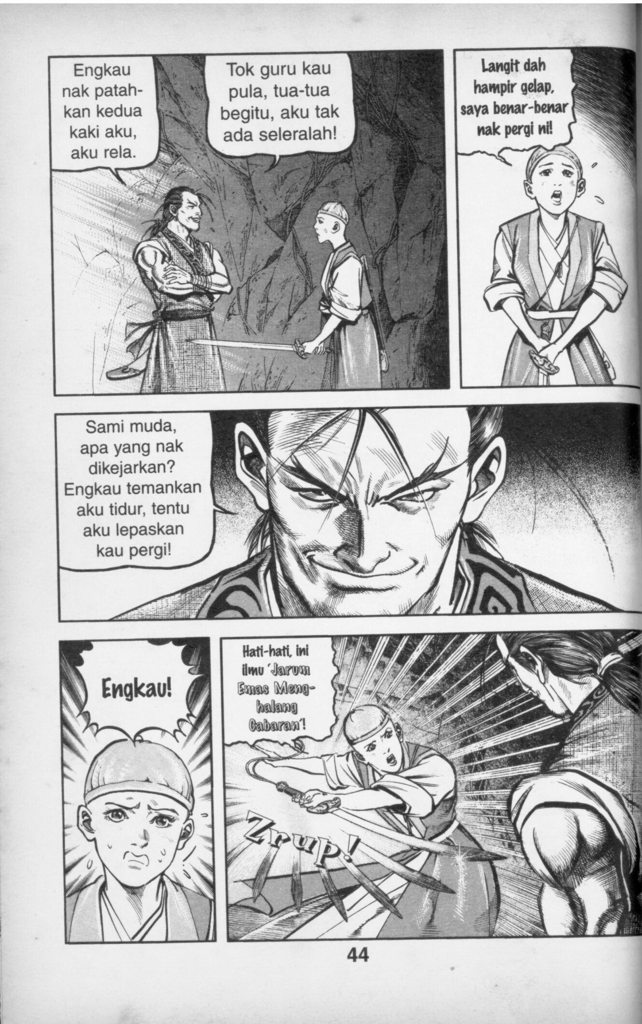 Engkau
nak patah-
kan kedua
kaki aku,
aku rela.
Tok guru kau
pula, tua-tua
begitu, aku tak
ada seleralah!
Langit dah
hampir gelap,
saya benar-benar
nak pergi ni!
Sami muda,
apa yang nak
dikejarkan?
Engkau temankan
aku tidur, tentu
aku lepaskan
kau pergi!
Engkau!
Hati-hati, ini
ilmu 'Jarum
Emas Meng-
halang
Cabaran'!
Zrup!
44